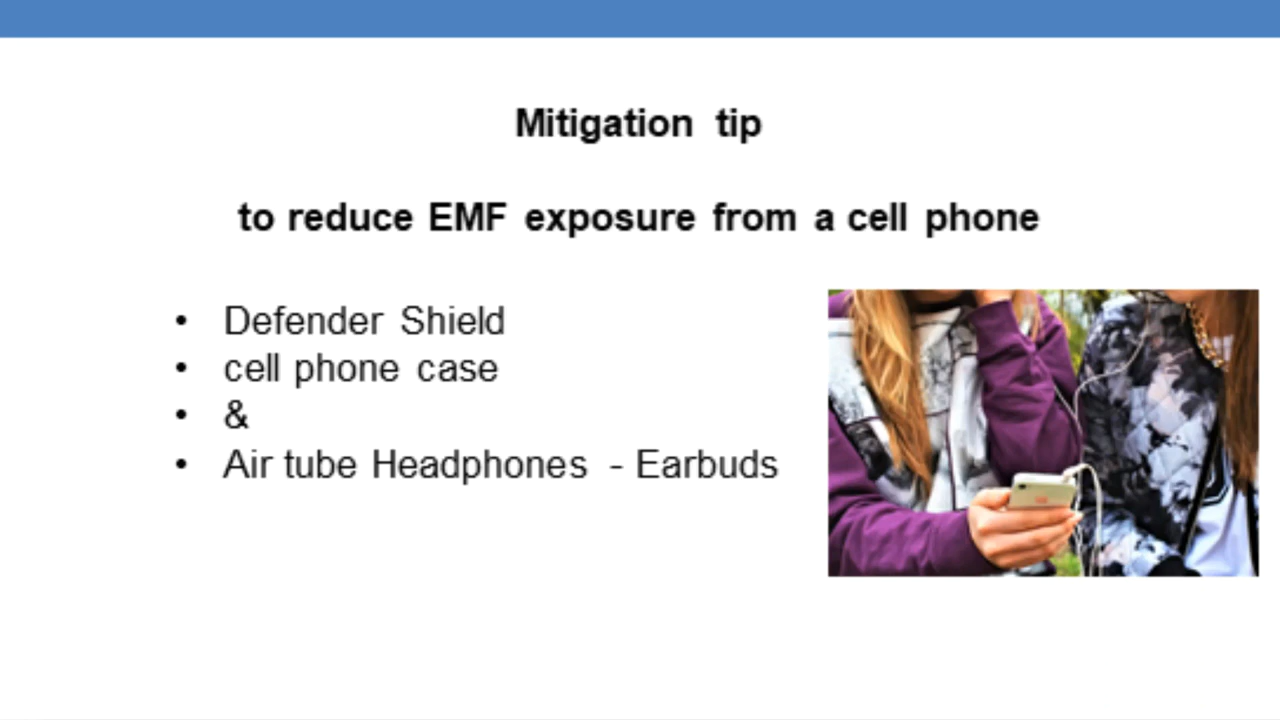 Mitigation tip
to reduce EMF exposure from a cell phone
• Defender Shield
• cell phone case
• &
• Air tube Headphones - Earbuds